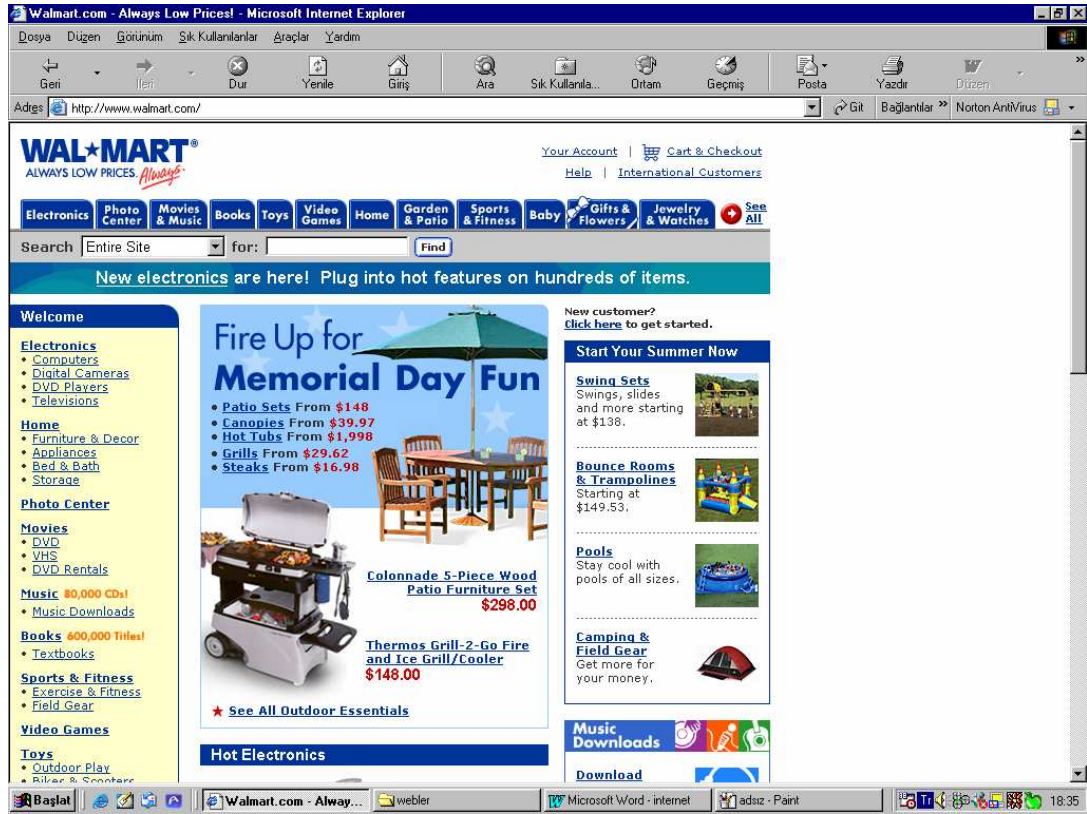 Walmart.com - Always Low Prices! - Microsoft Internet Explorer
Dosya Düzen Görünüm Sık Kullanılanlar Araçlar Yardım
Geri İleri Dur Yenile Giriş Ara Sık Kullanıla... Ortam Geçmiş Posta Yazdır Düzen »
Adres http://www.walmart.com/ Git Bağlantılar » Norton AntiVirus
WAL★MART®
ALWAYS LOW PRICES. Always.
Your Account | Cart & Checkout
Help | International Customers
Electronics Photo Center Movies & Music Books Toys Video Games Home Garden & Patio Sports & Fitness Baby Gifts & Flowers Jewelry & Watches See All
Search Entire Site for: Find
New electronics are here! Plug into hot features on hundreds of items.
Welcome
Electronics
• Computers
• Digital Cameras
• DVD Players
• Televisions
Home
• Furniture & Decor
• Appliances
• Bed & Bath
• Storage
Photo Center
Movies
• DVD
• VHS
• DVD Rentals
Music 80,000 CDs!
• Music Downloads
Books 600,000 Titles!
• Textbooks
Sports & Fitness
• Exercise & Fitness
• Field Gear
Video Games
Toys
• Outdoor Play
• Bikes & Scooters
Fire Up for
Memorial Day Fun
• Patio Sets From $148
• Canopies From $39.97
• Hot Tubs From $1,998
• Grills From $29.62
• Steaks From $16.98
Colonnade 5-Piece Wood
Patio Furniture Set
$298.00
Thermos Grill-2-Go Fire
and Ice Grill/Cooler
$148.00
★ See All Outdoor Essentials
Hot Electronics
New customer?
Click here to get started.
Start Your Summer Now
Swing Sets
Swings, slides
and more starting
at $138.
Bounce Rooms
& Trampolines
Starting at
$149.53.
Pools
Stay cool with
pools of all sizes.
Camping &
Field Gear
Get more for
your money.
Music
Downloads
Download
Başlat Walmart.com - Alway... webler Microsoft Word - internet adsız - Paint Tr 18:35